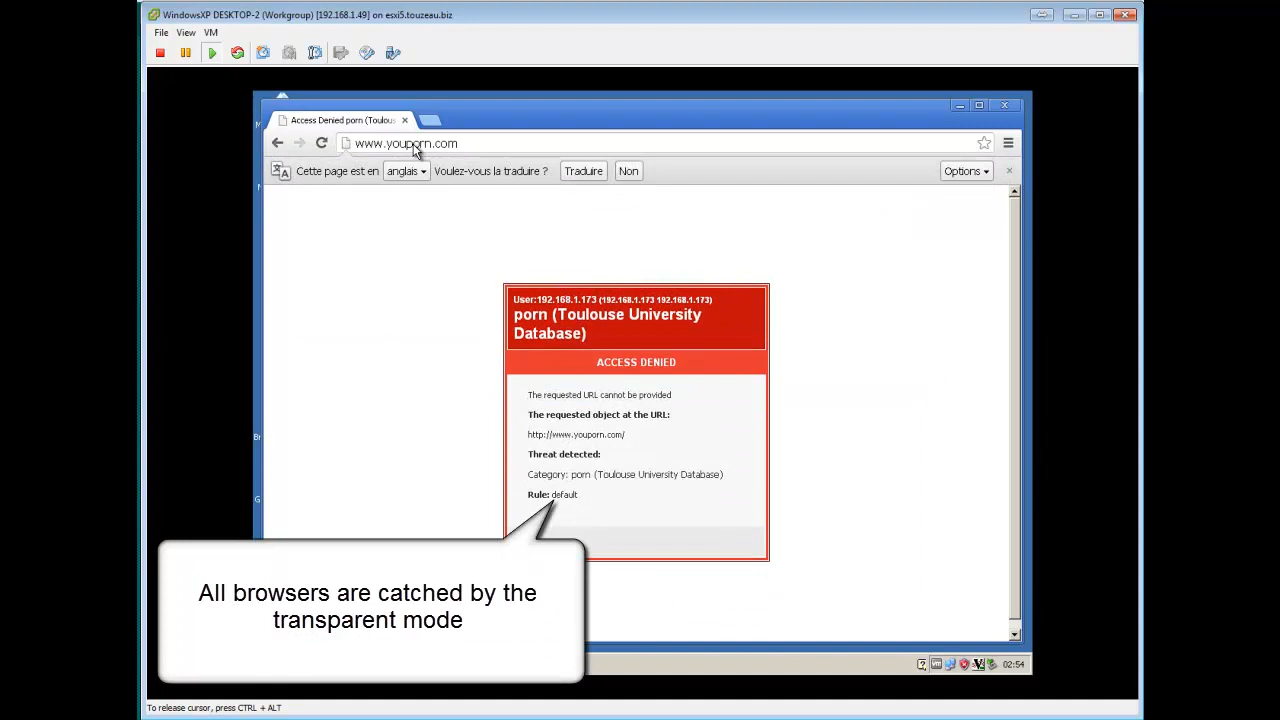 WindowsXP DESKTOP-2 (Workgroup) [192.168.1.49] on esxi5.touzeau.biz
File View VM
Access Denied porn (Toulous
www.youporn.com
Cette page est en anglais Voulez-vous la traduire ? Traduire Non Options
User:192.168.1.173 (192.168.1.173 192.168.1.173)
porn (Toulouse University
Database)
ACCESS DENIED
The requested URL cannot be provided
The requested object at the URL:
http://www.youporn.com/
Threat detected:
Category: porn (Toulouse University Database)
Rule: default
All browsers are catched by the
transparent mode
02:54
To release cursor, press CTRL + ALT